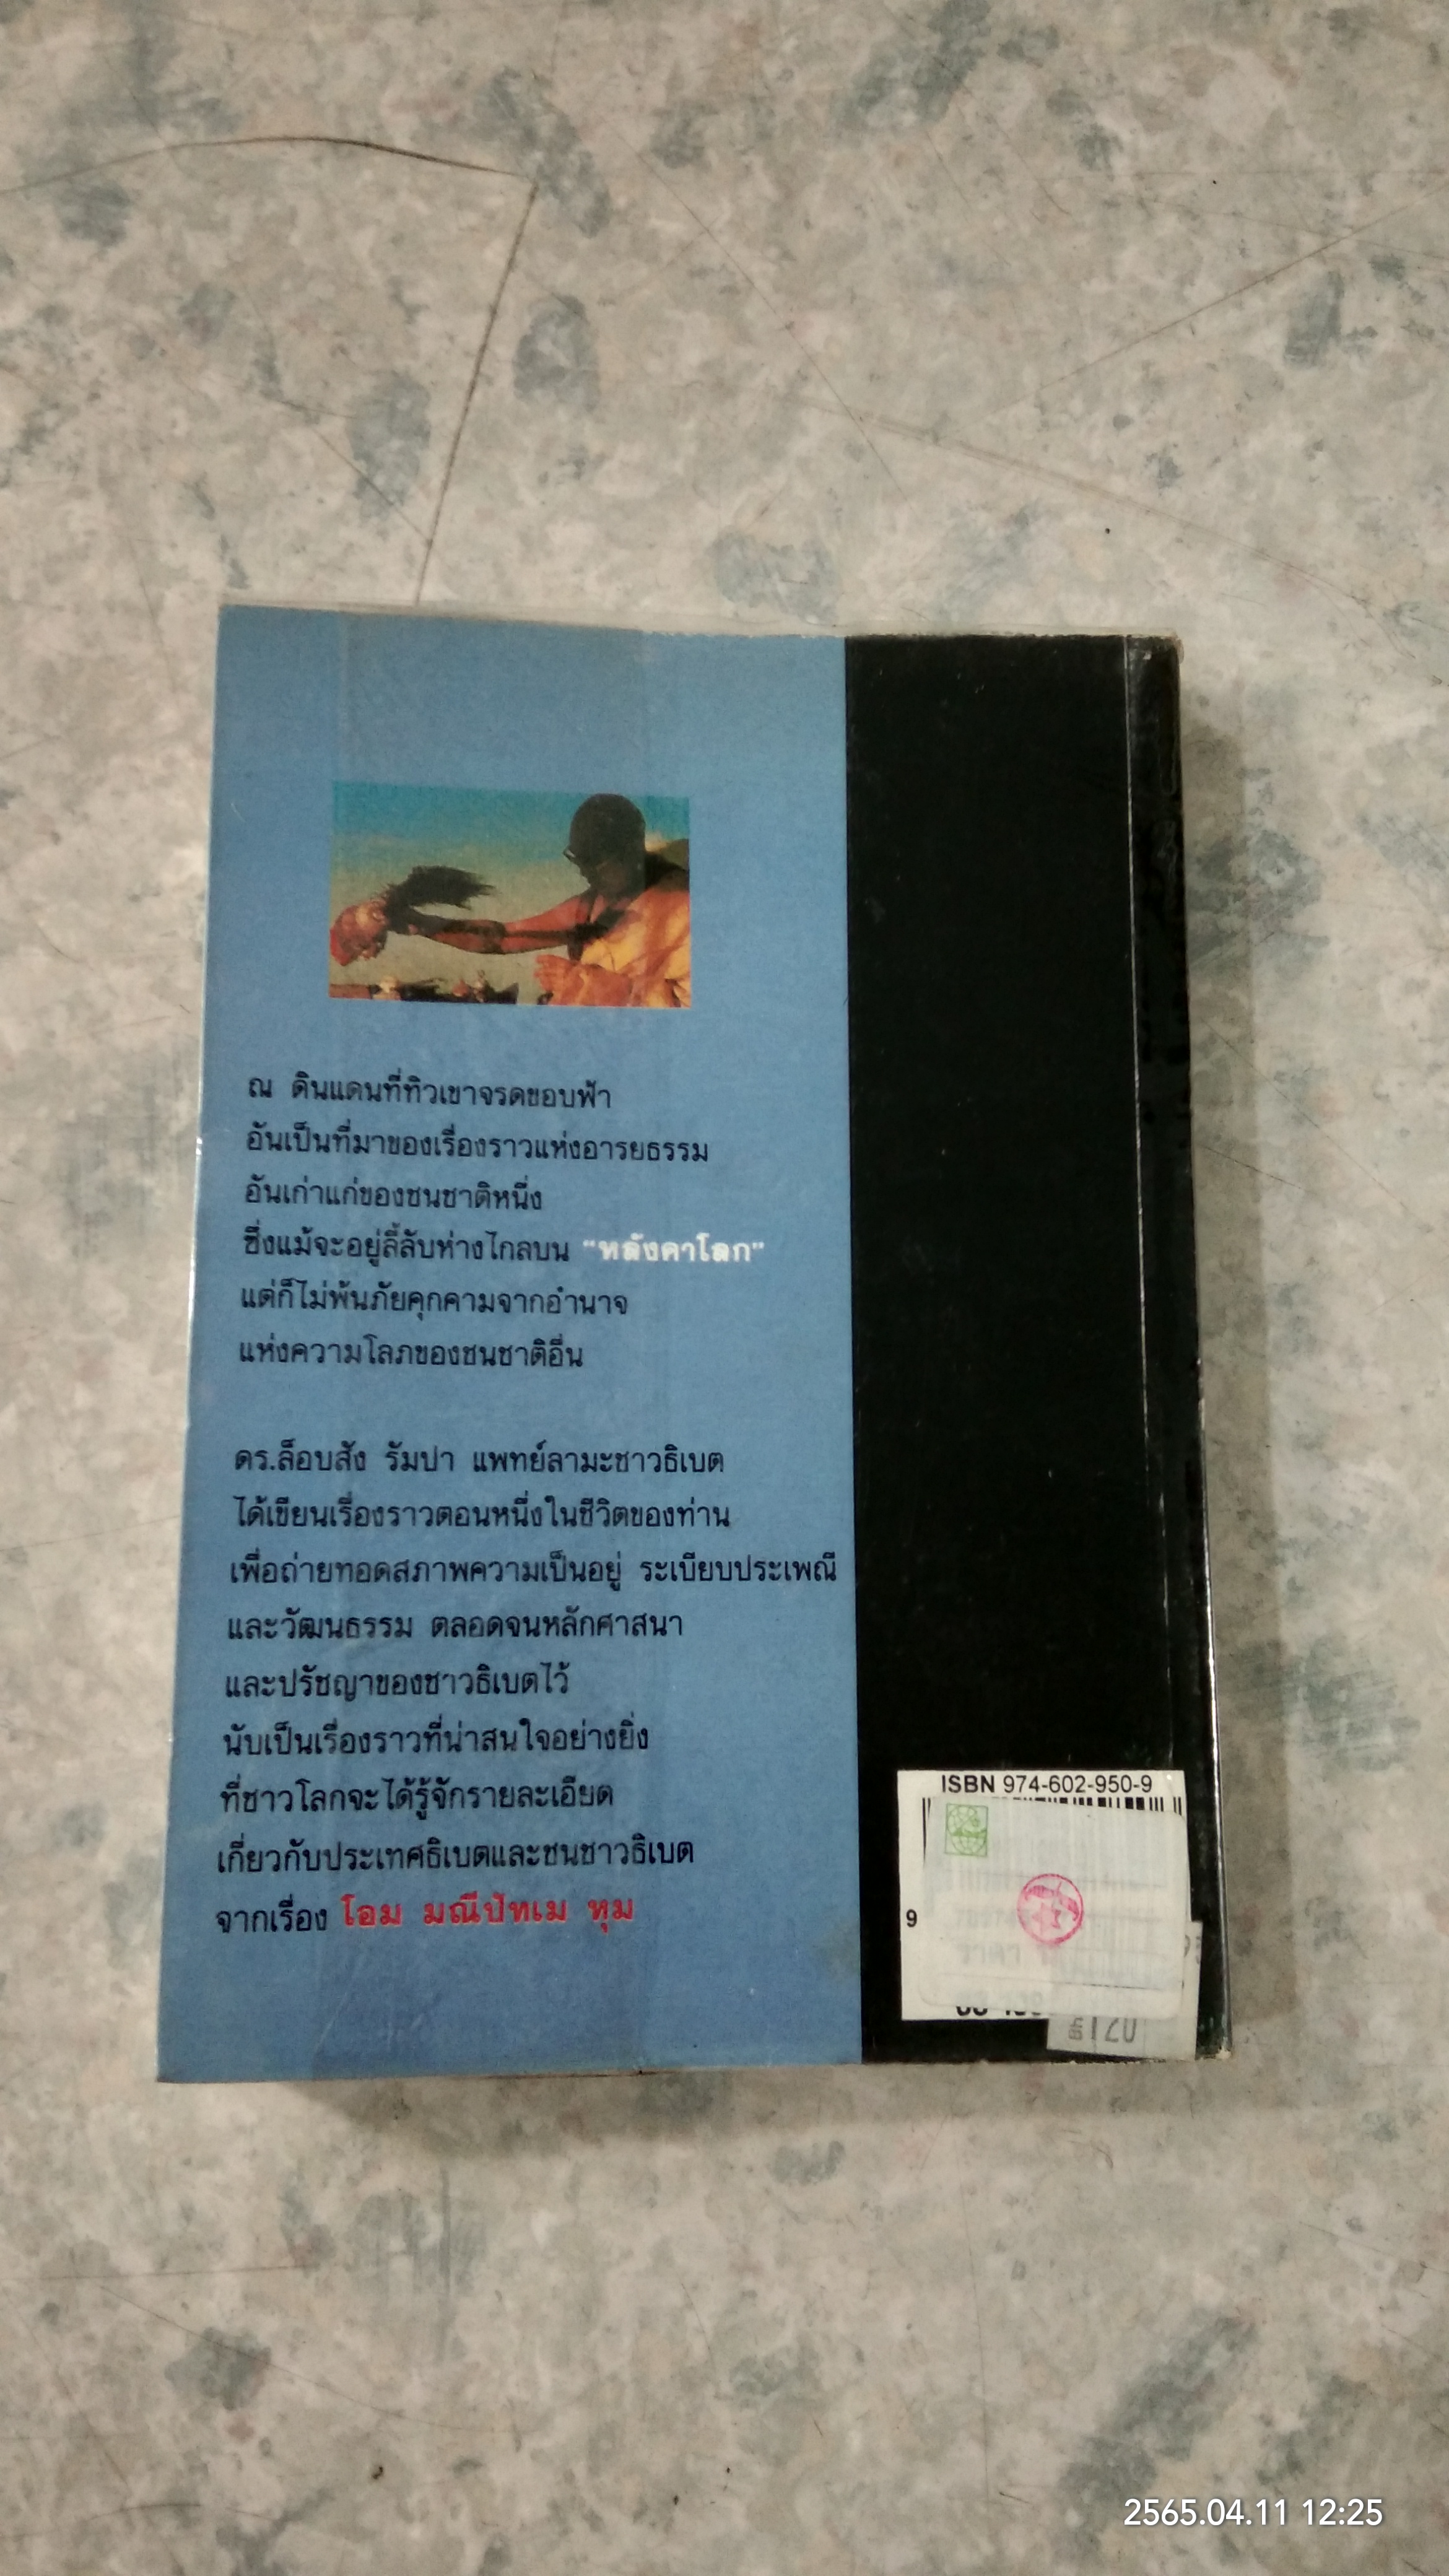 ณ ดินแดนที่ทิวเขาจรดขอบฟ้า
อันเป็นที่มาของเรื่องราวแห่งอารยธรรม
อันเก่าแก่ของชนชาติหนึ่ง
ซึ่งแม้จะอยู่ลี้ลับห่างไกลบน "หลังคาโลก"
แต่ก็ไม่พ้นภัยคุกคามจากอำนาจ
แห่งความโลภของชนชาติอื่น
ดร.ล็อบสัง รัมปา แพทย์ลามะชาวธิเบต
ได้เขียนเรื่องราวตอนหนึ่งในชีวิตของท่าน
เพื่อถ่ายทอดสภาพความเป็นอยู่ ระเบียบประเพณี
และวัฒนธรรม ตลอดจนหลักศาสนา
และปรัชญาของชาวธิเบตไว้
นับเป็นเรื่องราวที่น่าสนใจอย่างยิ่ง
ที่ชาวโลกจะได้รู้จักรายละเอียด
เกี่ยวกับประเทศธิเบตและชนชาวธิเบต
จากเรื่อง โอม มณีปัทเม หุม
ISBN 974-602-950-9
9
ราคา
120
2565.04.11 12:25